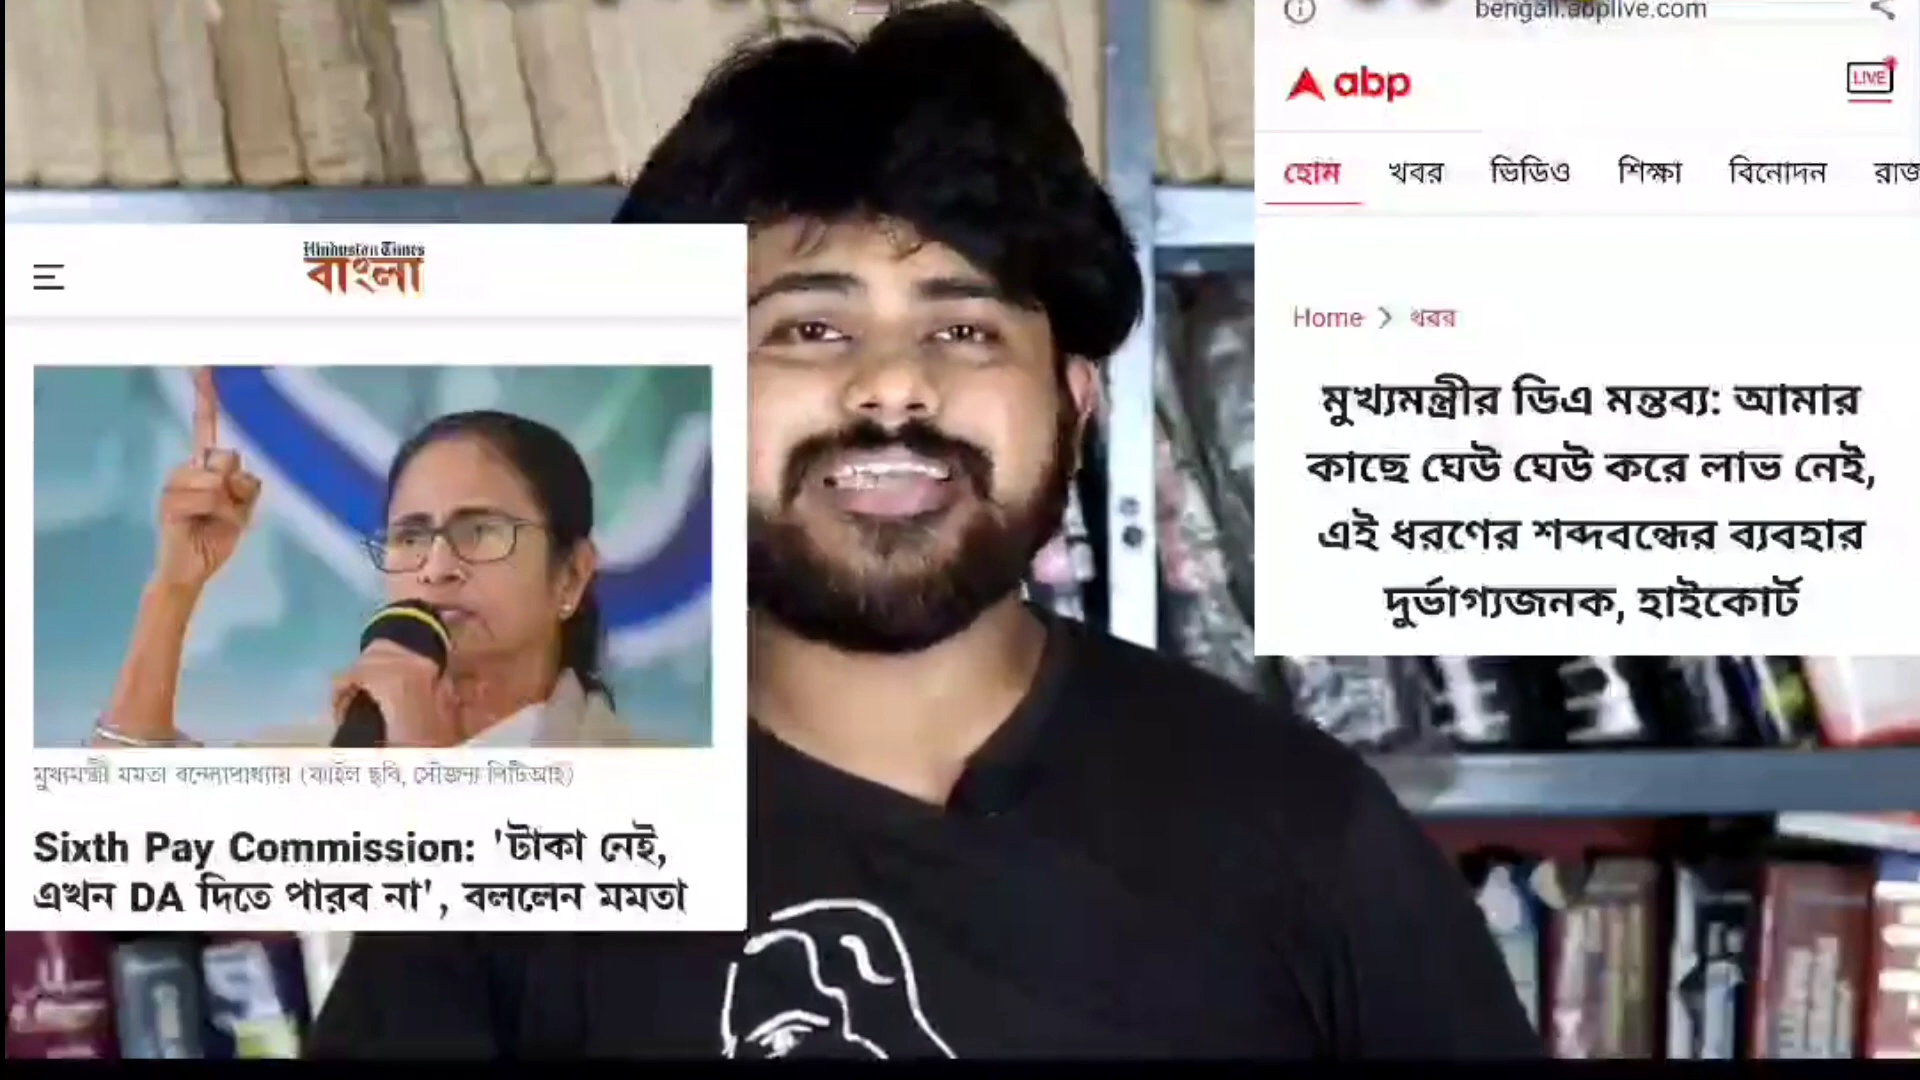 Hindustan Times
বাংলা
মুখ্যমন্ত্রী মমতা বন্দ্যোপাধ্যায় (ফাইল ছবি, সৌজন্য পিটিআই)
Sixth Pay Commission: 'টাকা নেই,
এখন DA দিতে পারব না', বললেন মমতা
bengali.abplive.com
abp
LIVE
হোম খবর ভিডিও শিক্ষা বিনোদন রাজ
Home > খবর
মুখ্যমন্ত্রীর ডিএ মন্তব্য: আমার
কাছে ঘেউ ঘেউ করে লাভ নেই,
এই ধরণের শব্দবন্ধের ব্যবহার
দুর্ভাগ্যজনক, হাইকোর্ট